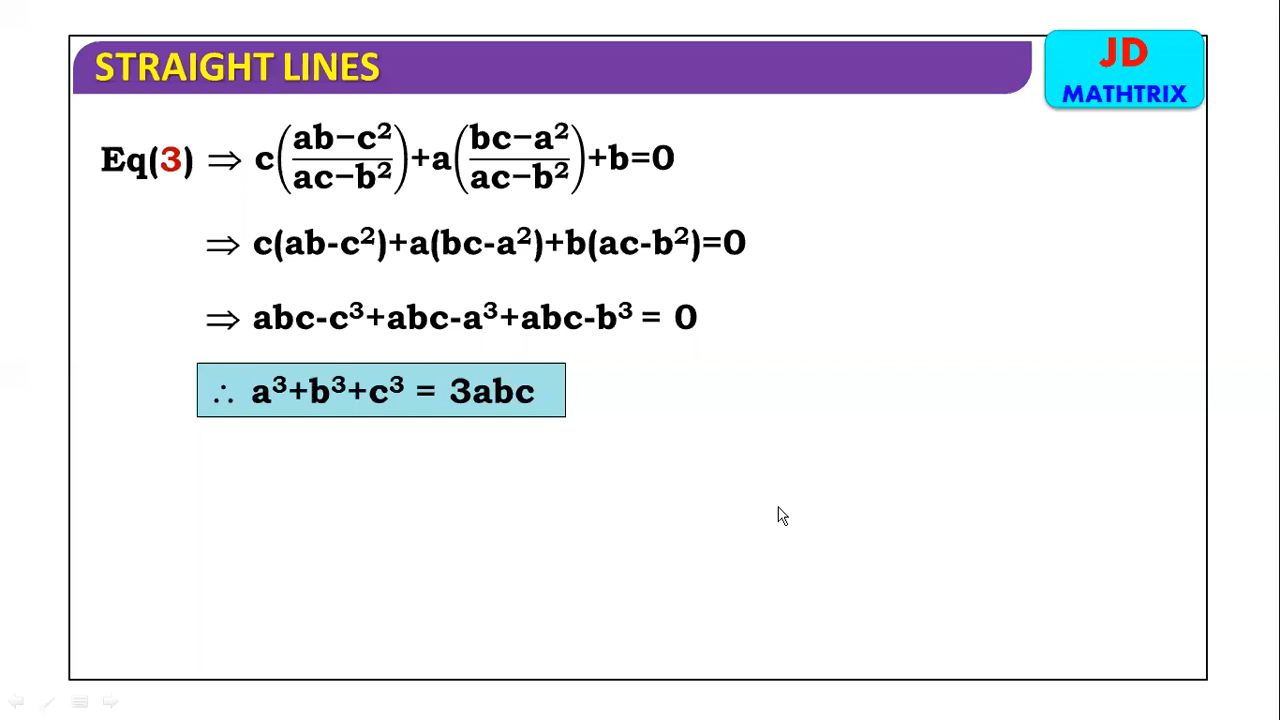 STRAIGHT LINES
JD
MATHTRIX
Eq(3) ⇒ c((ab−c²)/(ac−b²))+a((bc−a²)/(ac−b²))+b=0
⇒ c(ab-c²)+a(bc-a²)+b(ac-b²)=0
⇒ abc-c³+abc-a³+abc-b³ = 0
∴ a³+b³+c³ = 3abc